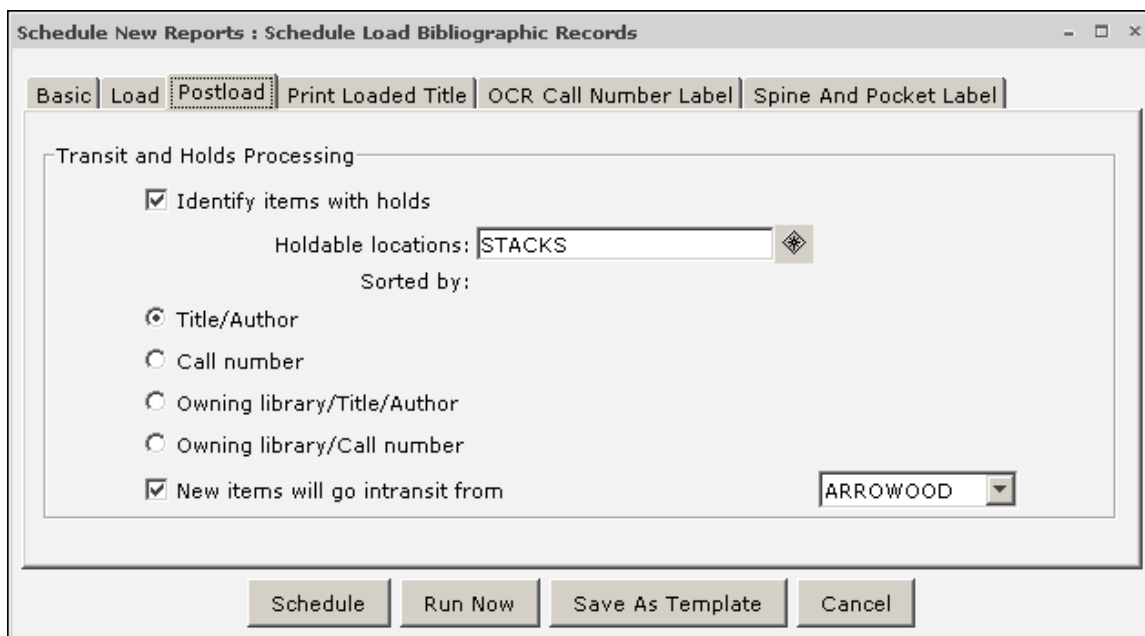 Schedule New Reports : Schedule Load Bibliographic Records
Basic Load Postload Print Loaded Title OCR Call Number Label Spine And Pocket Label
Transit and Holds Processing
Identify items with holds
Holdable locations: STACKS
Sorted by:
Title/Author
Call number
Owning library/Title/Author
Owning library/Call number
New items will go intransit from ARROWOOD
Schedule Run Now Save As Template Cancel